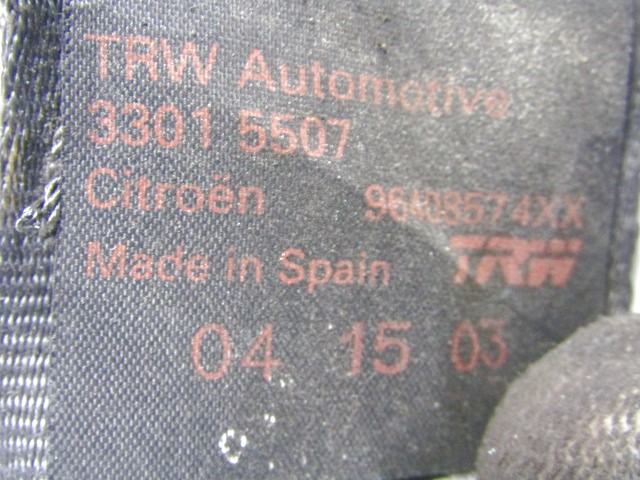 TRW Automotive
3301 5507
Citroën 96408574XX
Made in Spain TRW
04 15 03